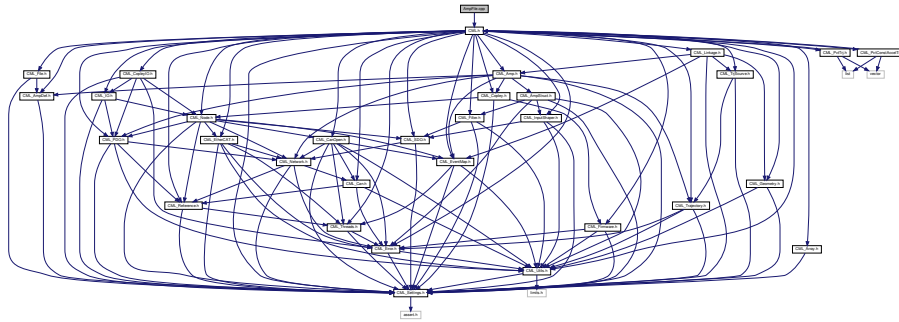 AmpFile.cpp
CML.h
CML_Linkage.h
CML_PvtTrj.h
CML_PvtConstAccelT
CML_File.h
CML_CopleyIO.h
CML_Amp.h
CML_TrjScurve.h
list
vector
CML_AmpDef.h
CML_IO.h
CML_Copley.h
CML_AmpStruct.h
CML_Node.h
CML_Filter.h
CML_InputShaper.h
CML_PDO.h
CML_EtherCAT.h
CML_CanOpen.h
CML_SDO.h
CML_Network.h
CML_EventMap.h
CML_Can.h
CML_Geometry.h
CML_Reference.h
CML_Trajectory.h
CML_Threads.h
CML_Firmware.h
CML_Error.h
CML_Array.h
CML_Utils.h
CML_Settings.h
limits.h
assert.h